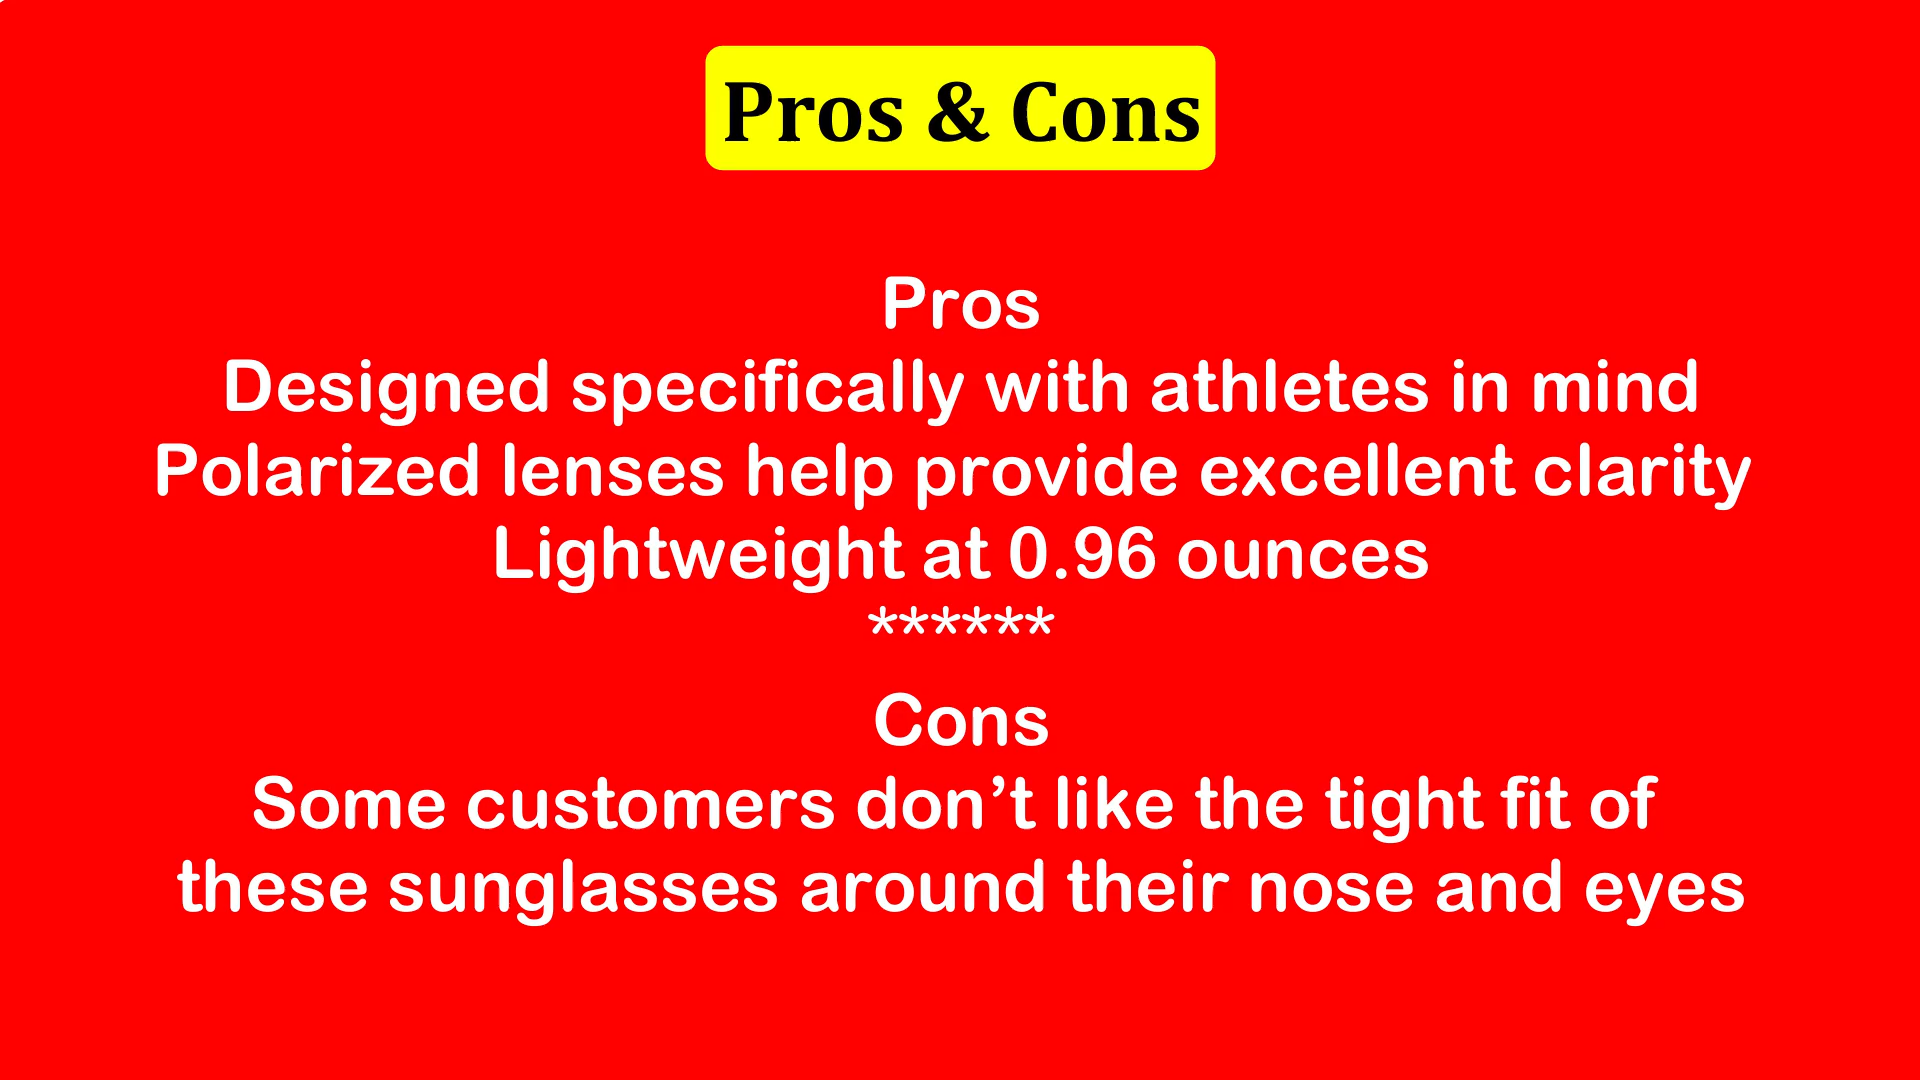 Pros & Cons
Pros
Designed specifically with athletes in mind
Polarized lenses help provide excellent clarity
Lightweight at 0.96 ounces
******
Cons
Some customers don’t like the tight fit of
these sunglasses around their nose and eyes